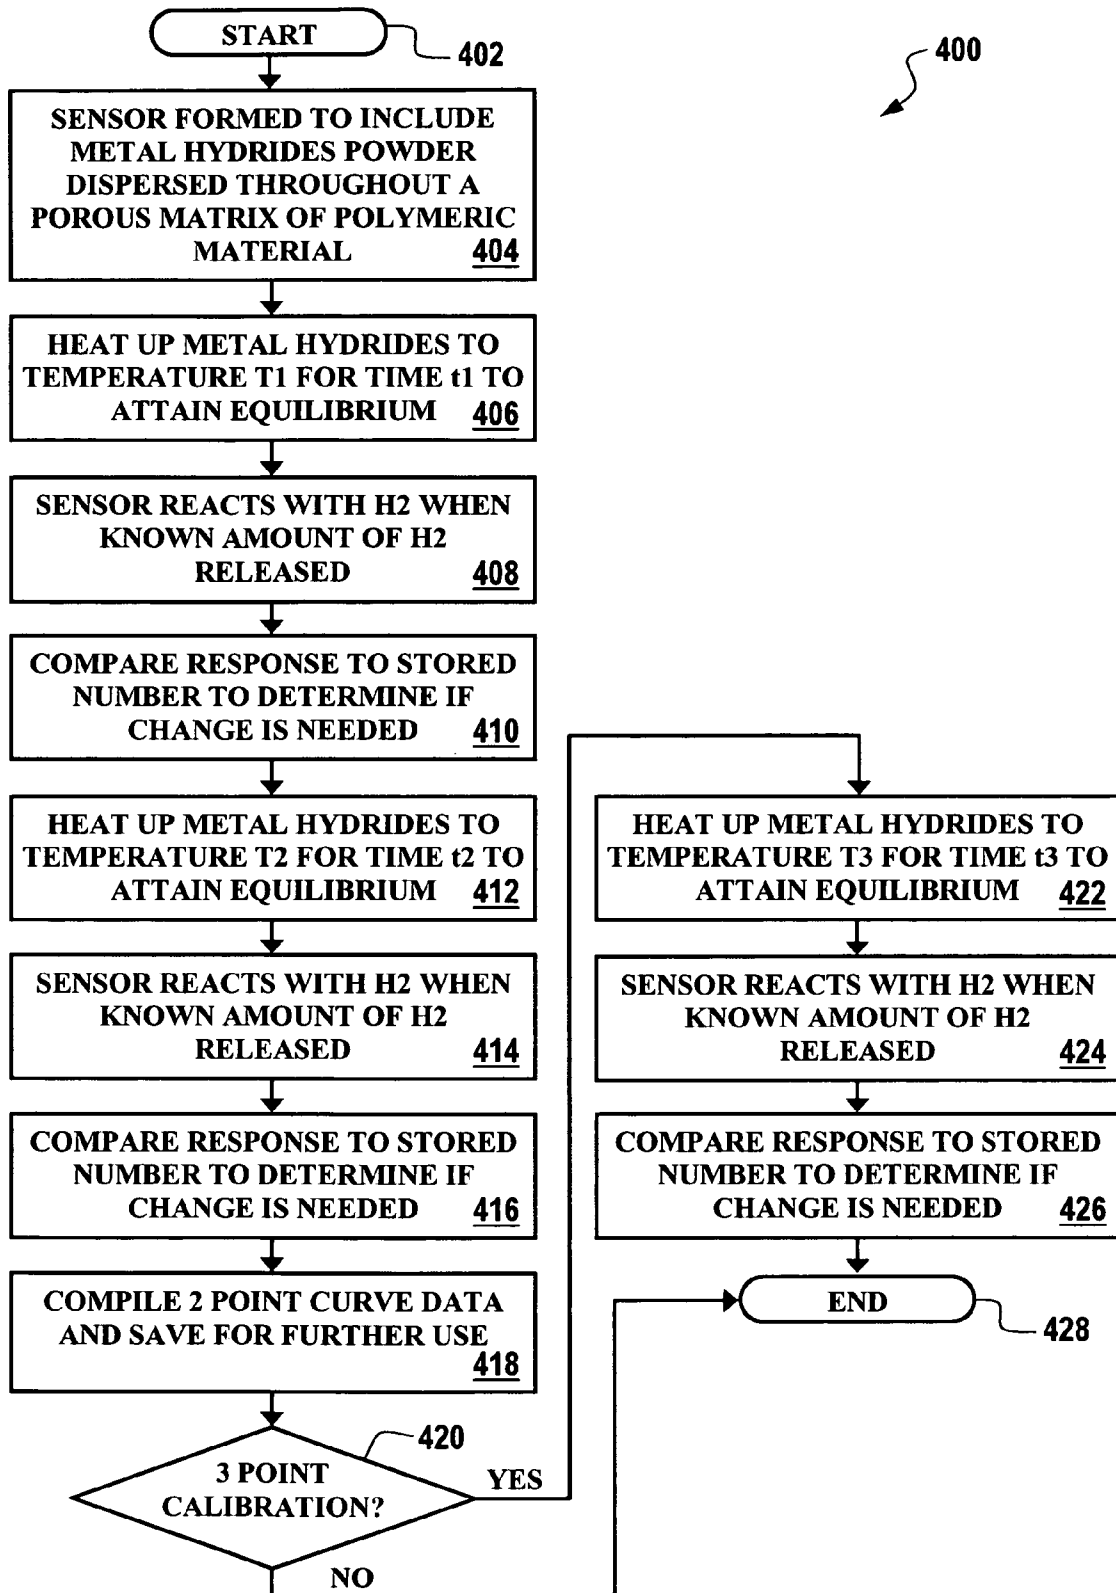 START
402
400
SENSOR FORMED TO INCLUDE
METAL HYDRIDES POWDER
DISPERSED THROUGHOUT A
POROUS MATRIX OF POLYMERIC
MATERIAL 404
HEAT UP METAL HYDRIDES TO
TEMPERATURE T1 FOR TIME t1 TO
ATTAIN EQUILIBRIUM 406
SENSOR REACTS WITH H2 WHEN
KNOWN AMOUNT OF H2
RELEASED 408
COMPARE RESPONSE TO STORED
NUMBER TO DETERMINE IF
CHANGE IS NEEDED 410
HEAT UP METAL HYDRIDES TO
TEMPERATURE T2 FOR TIME t2 TO
ATTAIN EQUILIBRIUM 412
SENSOR REACTS WITH H2 WHEN
KNOWN AMOUNT OF H2
RELEASED 414
COMPARE RESPONSE TO STORED
NUMBER TO DETERMINE IF
CHANGE IS NEEDED 416
COMPILE 2 POINT CURVE DATA
AND SAVE FOR FURTHER USE
418
420
3 POINT
CALIBRATION?
YES
NO
HEAT UP METAL HYDRIDES TO
TEMPERATURE T3 FOR TIME t3 TO
ATTAIN EQUILIBRIUM 422
SENSOR REACTS WITH H2 WHEN
KNOWN AMOUNT OF H2
RELEASED 424
COMPARE RESPONSE TO STORED
NUMBER TO DETERMINE IF
CHANGE IS NEEDED 426
END
428